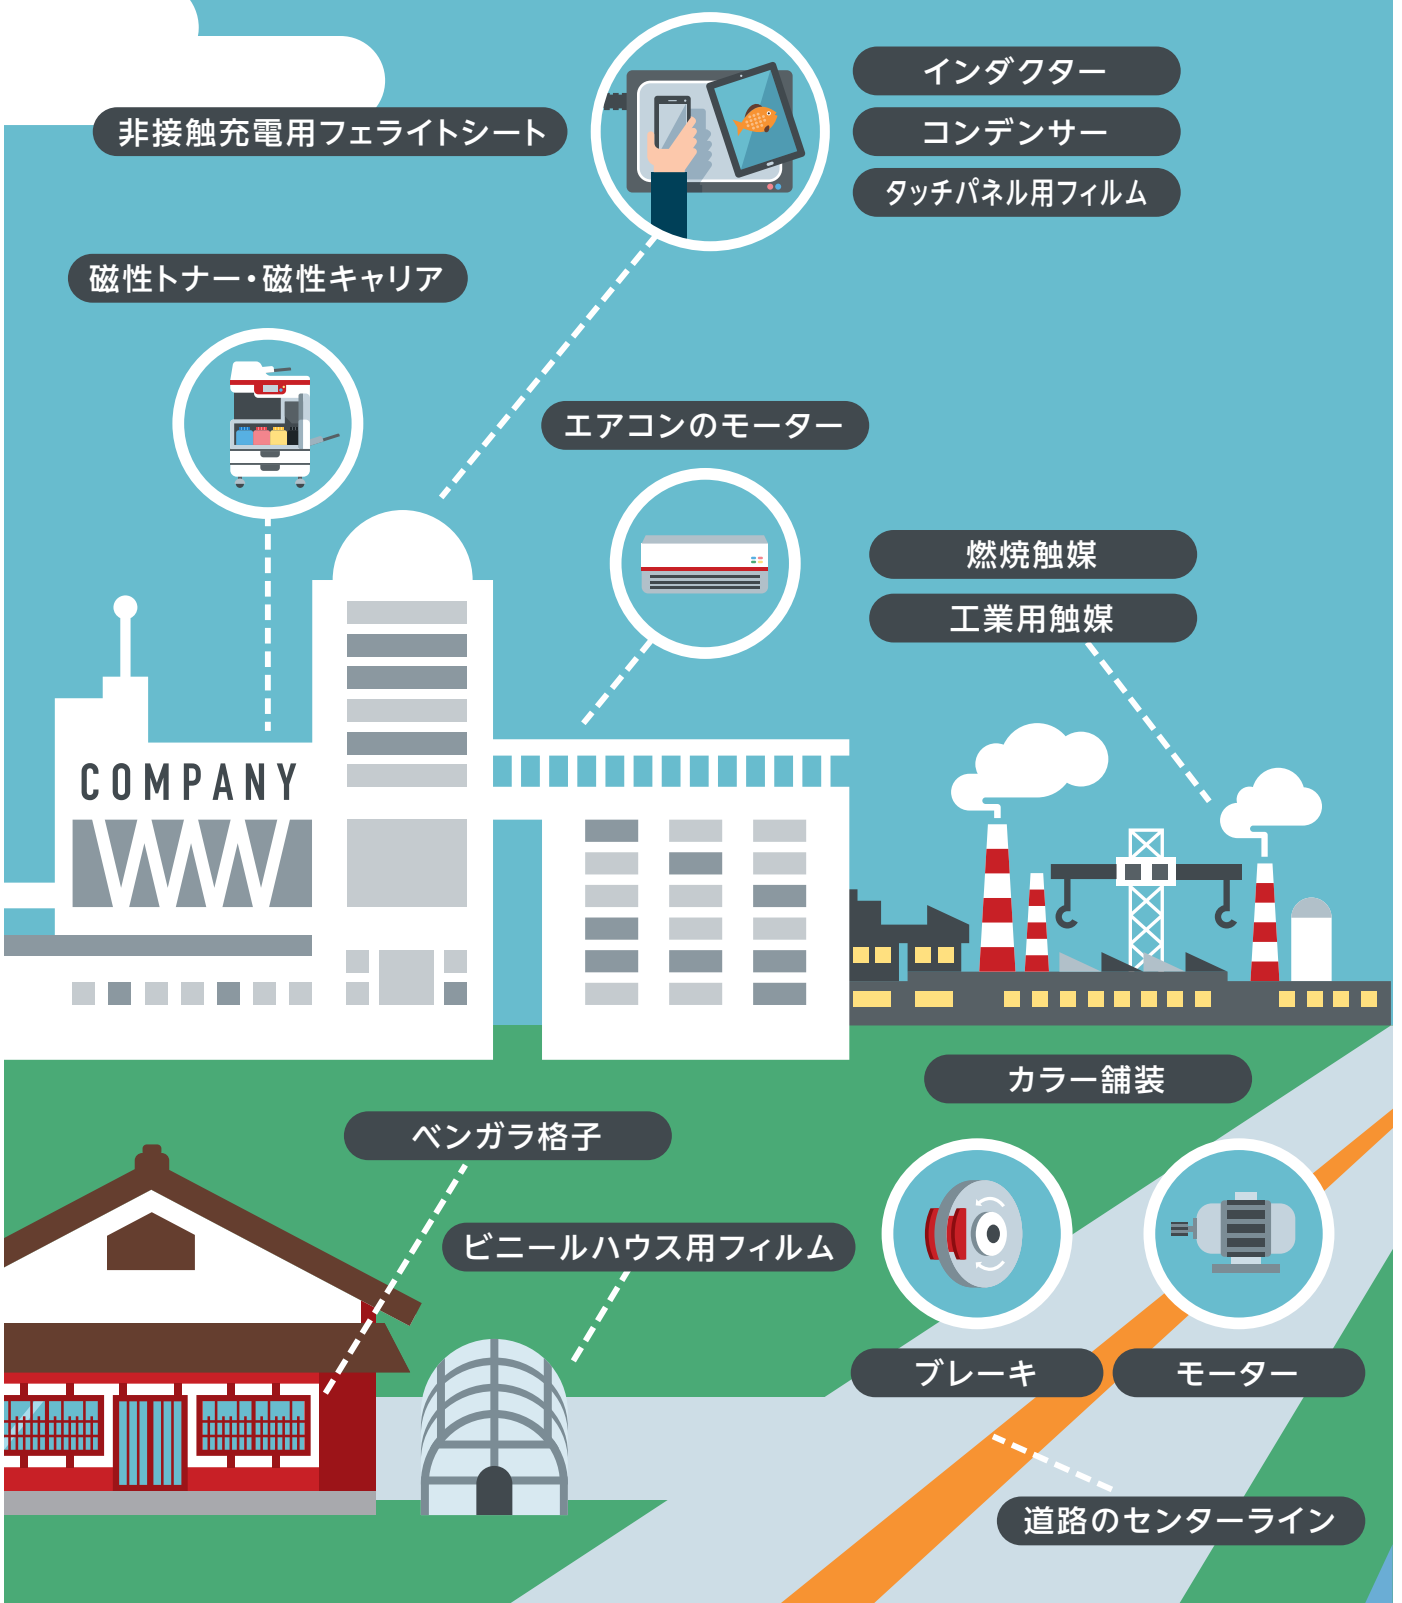 インダクター
コンデンサー
非接触充電用フェライトシート
タッチパネル用フィルム
磁性トナー・磁性キャリア
エアコンのモーター
燃焼触媒
工業用触媒
COMPANY
カラー舗装
ベンガラ格子
ビニールハウス用フィルム
ブレーキ
モーター
道路のセンターライン